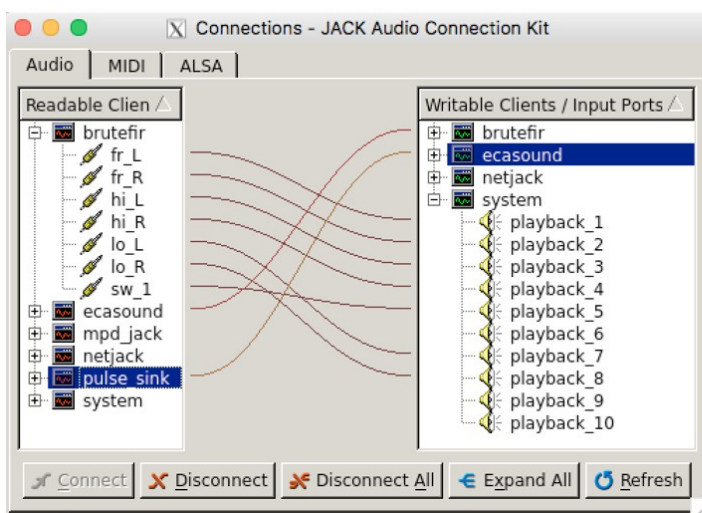 Connections - JACK Audio Connection Kit
Audio MIDI ALSA
Readable Clien
brutefir
fr_L
fr_R
hi_L
hi_R
lo_L
lo_R
sw_1
ecasound
mpd_jack
netjack
pulse_sink
system
Writable Clients / Input Ports
brutefir
ecasound
netjack
system
playback_1
playback_2
playback_3
playback_4
playback_5
playback_6
playback_7
playback_8
playback_9
playback_10
Connect Disconnect Disconnect All Expand All Refresh